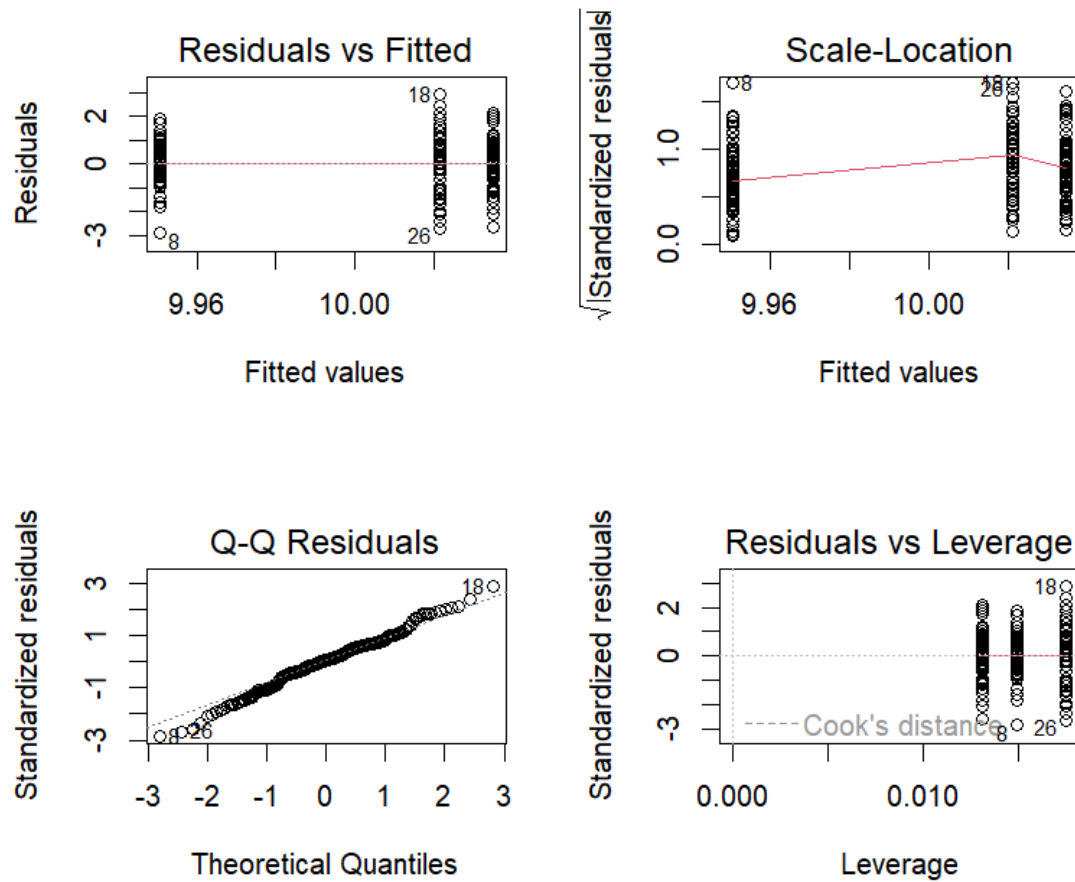 Residuals vs Fitted
Residuals
2
0
-3
18
26
8
9.96
10.00
Fitted values
Scale-Location
√|Standardized residuals|
1.0
0.0
8
18
26
9.96
10.00
Fitted values
Q-Q Residuals
Standardized residuals
3
1
-1
-3
18
8
26
-3
-2
-1
0
1
2
3
Theoretical Quantiles
Residuals vs Leverage
Standardized residuals
2
0
-3
18
Cook's distance
8
26
0.000
0.010
Leverage